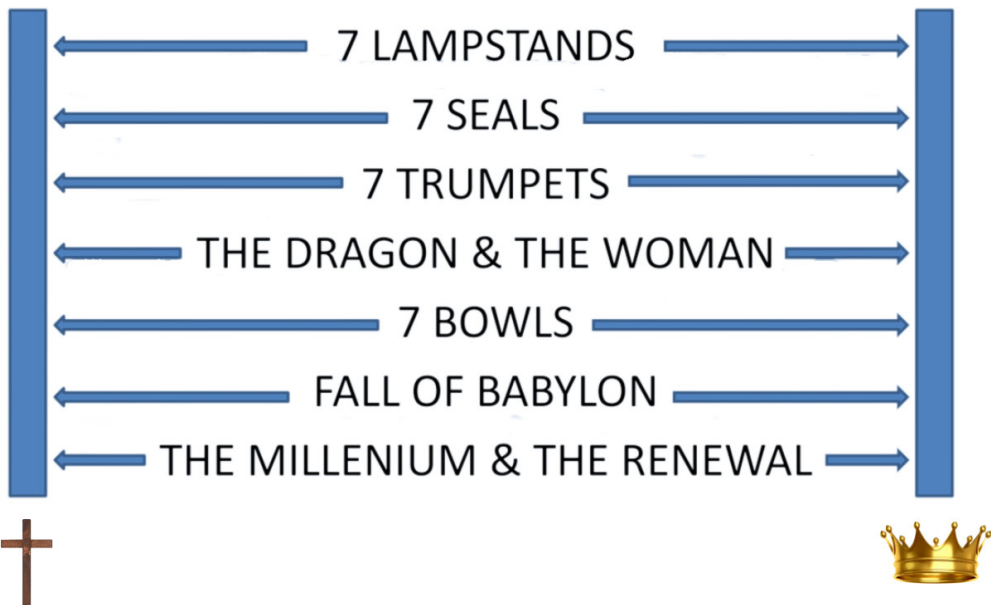 7 LAMPSTANDS
7 SEALS
7 TRUMPETS
THE DRAGON & THE WOMAN
7 BOWLS
FALL OF BABYLON
THE MILLENIUM & THE RENEWAL